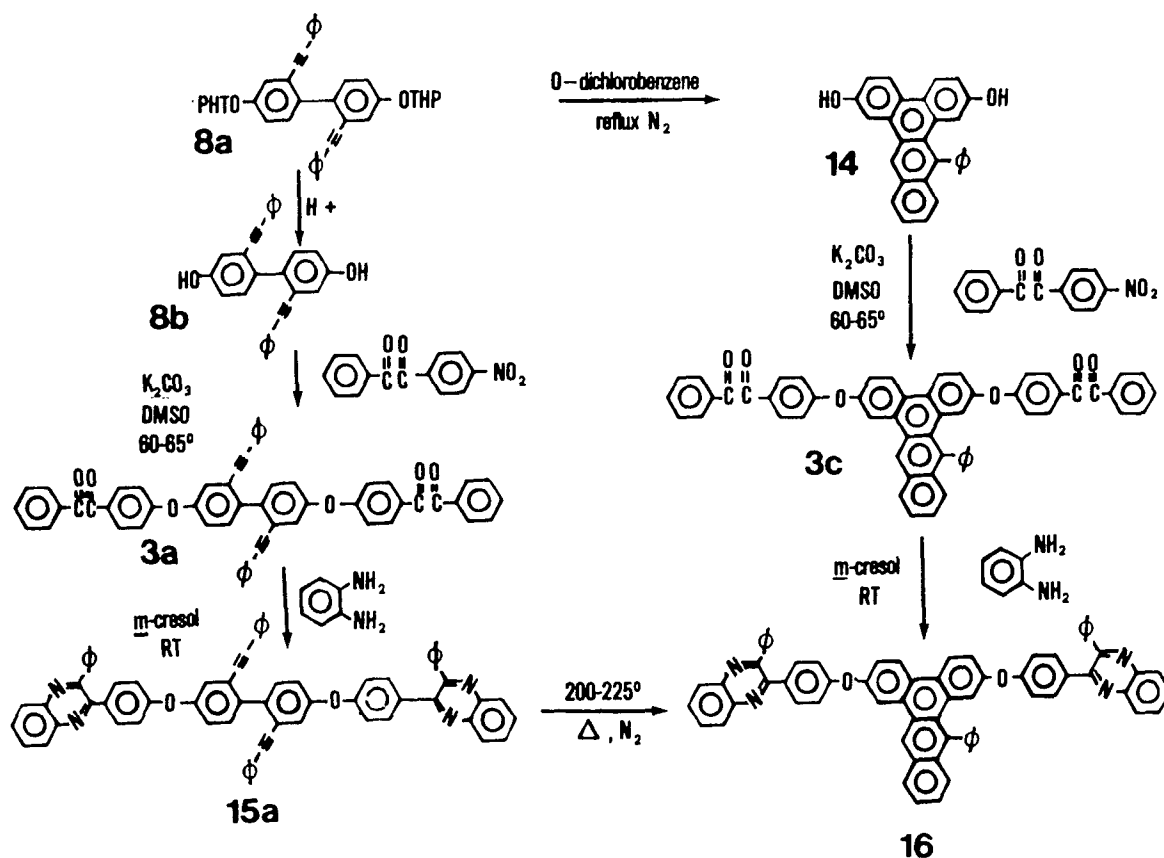 ϕ
O-dichlorobenzene
reflux N₂
PHTO
OTHP
8a
ϕ
HO
OH
14
ϕ
H +
ϕ
HO
OH
8b
ϕ
K₂CO₃
DMSO
60-65°
O O
C C
NO₂
K₂CO₃
DMSO
60-65°
O O
C C
NO₂
O O
C C
O
O
O O
C C
3c
ϕ
ϕ
O O
C C
O
O
O O
C C
3a
ϕ
m-cresol
RT
NH₂
NH₂
m-cresol
RT
NH₂
NH₂
ϕ
N
N
O
ϕ
O
ϕ
N
N
ϕ
15a
200-225°
△ , N₂
ϕ
N
N
O
O
ϕ
N
N
ϕ
16